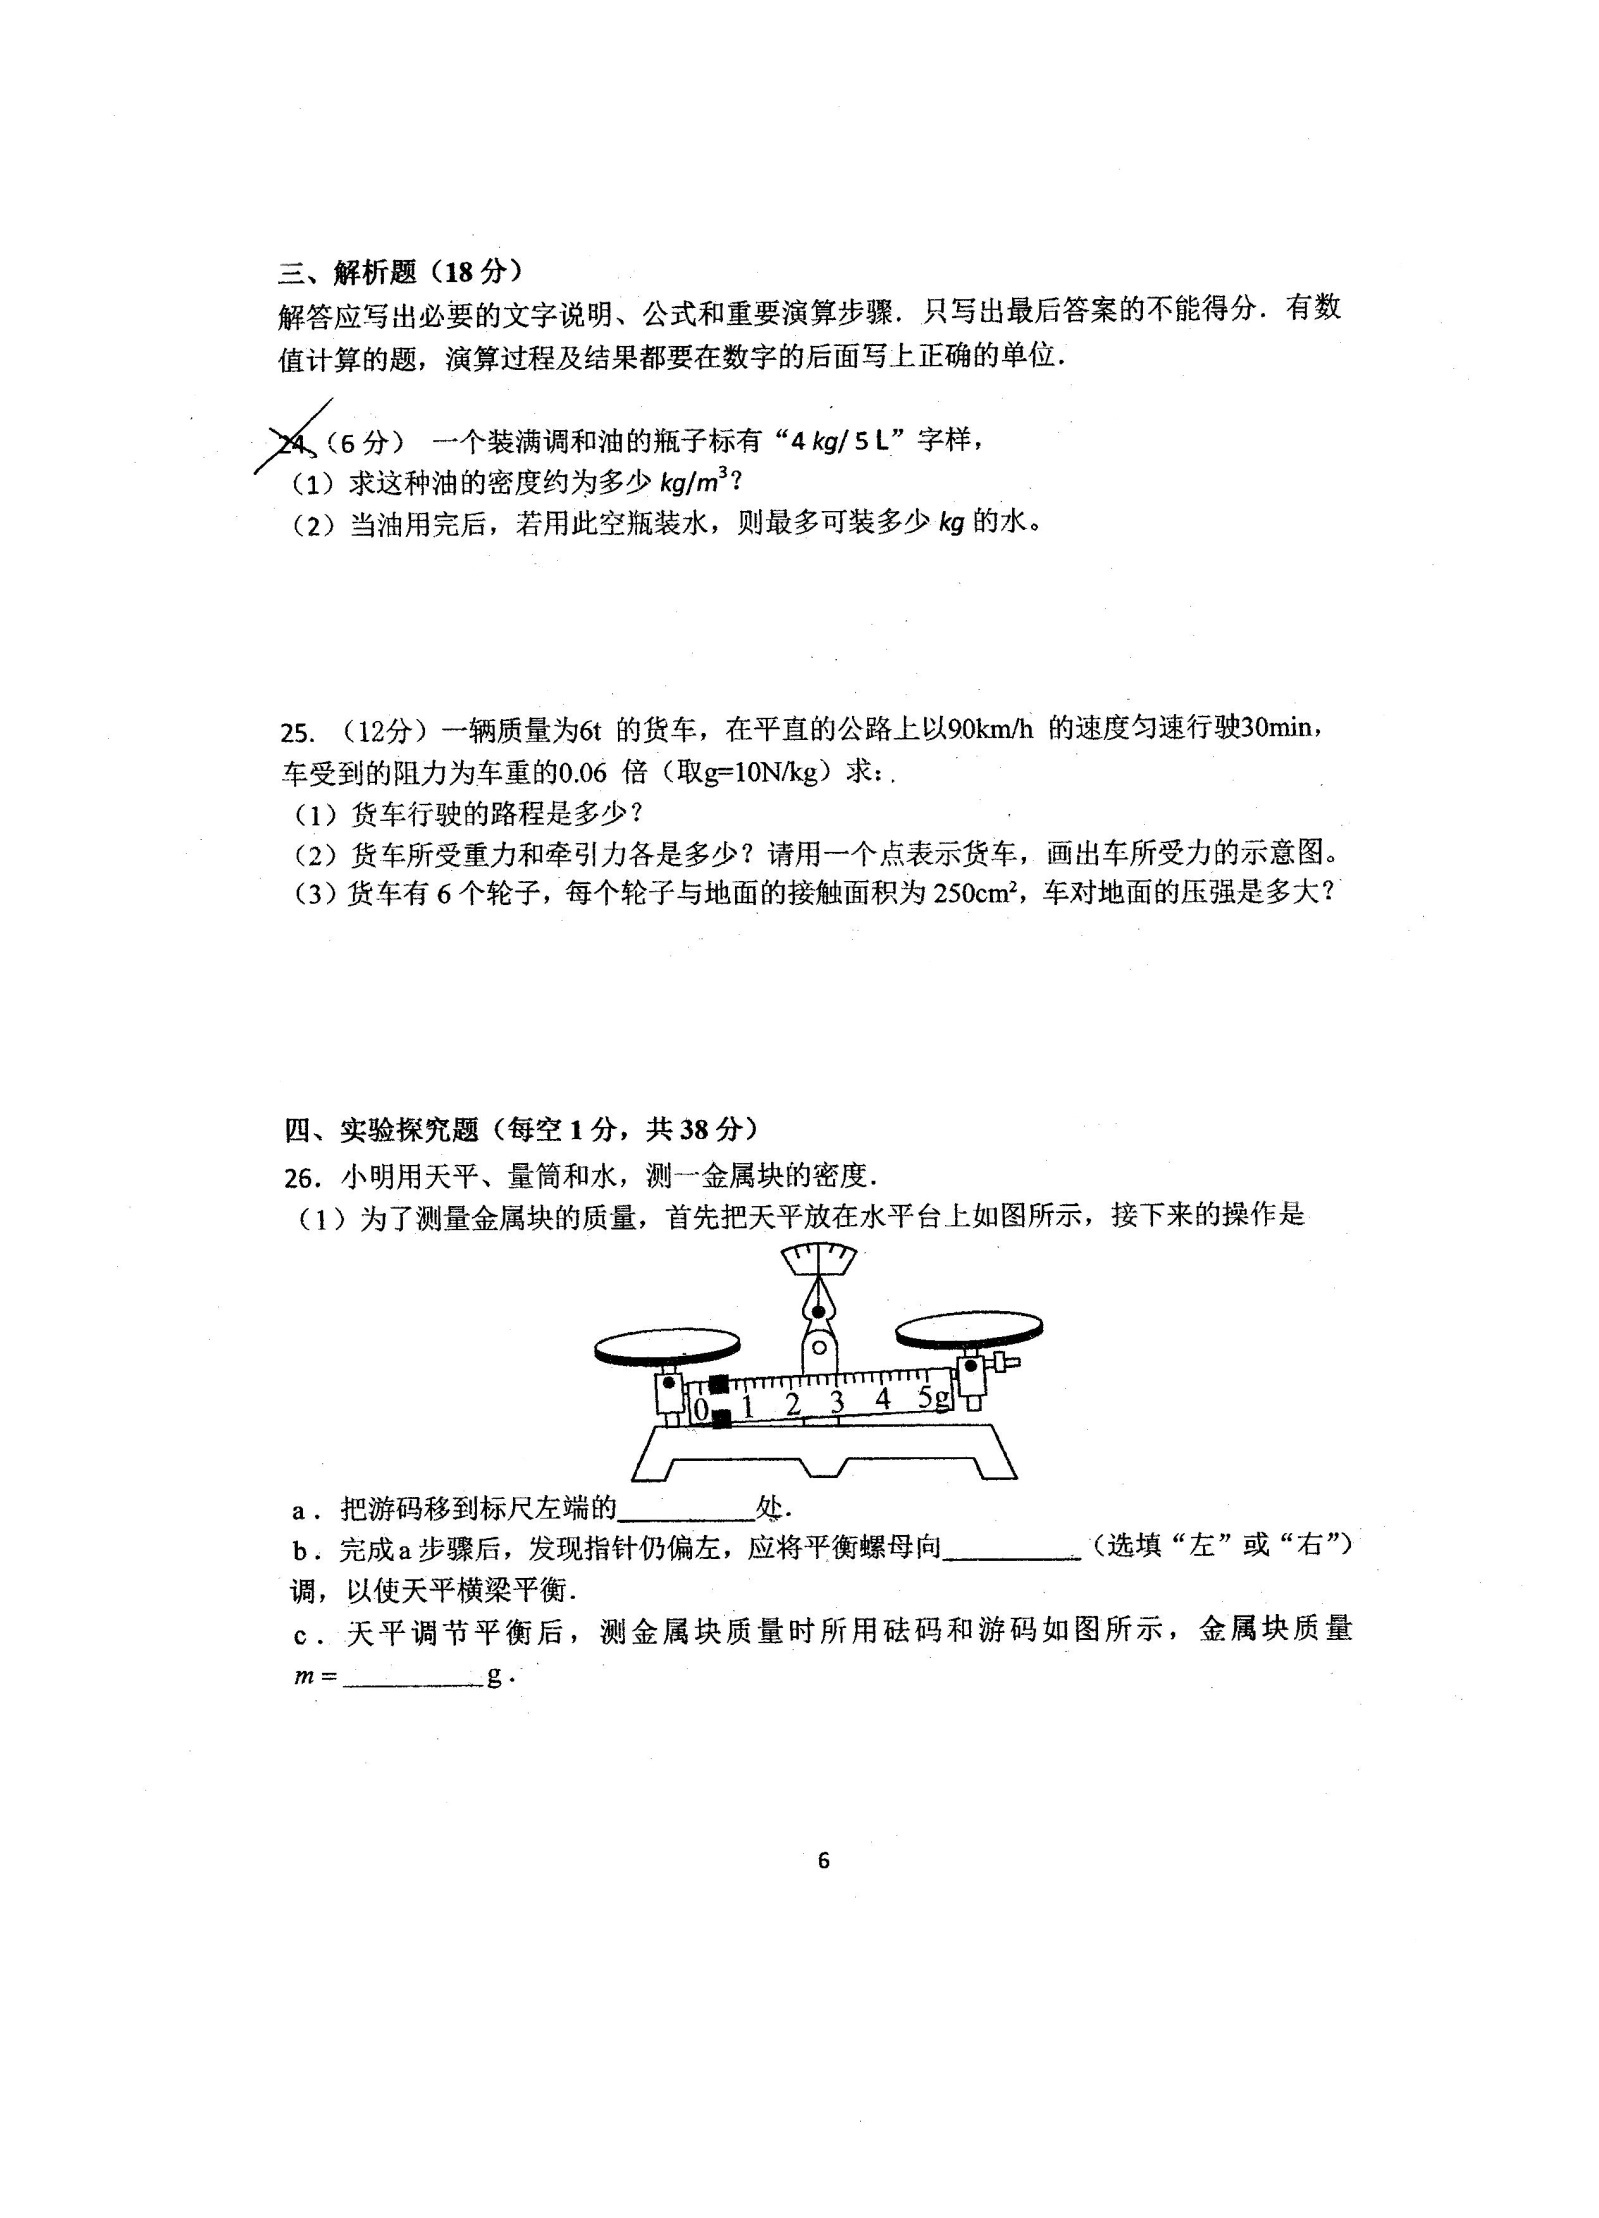 三、解析题（18 分）
解答应写出必要的文字说明、公式和重要演算步骤．只写出最后答案的不能得分．有数
值计算的题，演算过程及结果都要在数字的后面写上正确的单位．
24、（6 分） 一个装满调和油的瓶子标有“4 kg/ 5 L”字样，
（1）求这种油的密度约为多少 kg/m³？
（2）当油用完后，若用此空瓶装水，则最多可装多少 kg 的水。
25. （12分）一辆质量为6t 的货车，在平直的公路上以90km/h 的速度匀速行驶30min，
车受到的阻力为车重的0.06 倍（取g=10N/kg）求：
（1）货车行驶的路程是多少？
（2）货车所受重力和牵引力各是多少？请用一个点表示货车，画出车所受力的示意图。
（3）货车有 6 个轮子，每个轮子与地面的接触面积为 250cm²，车对地面的压强是多大？
四、实验探究题（每空 1 分，共 38 分）
26．小明用天平、量筒和水，测一金属块的密度．
（1）为了测量金属块的质量，首先把天平放在水平台上如图所示，接下来的操作是
0 1 2 3 4 5g
a．把游码移到标尺左端的__________处．
b．完成a步骤后，发现指针仍偏左，应将平衡螺母向__________（选填“左”或“右”）
调，以使天平横梁平衡．
c．天平调节平衡后，测金属块质量时所用砝码和游码如图所示，金属块质量
m＝__________g．
6